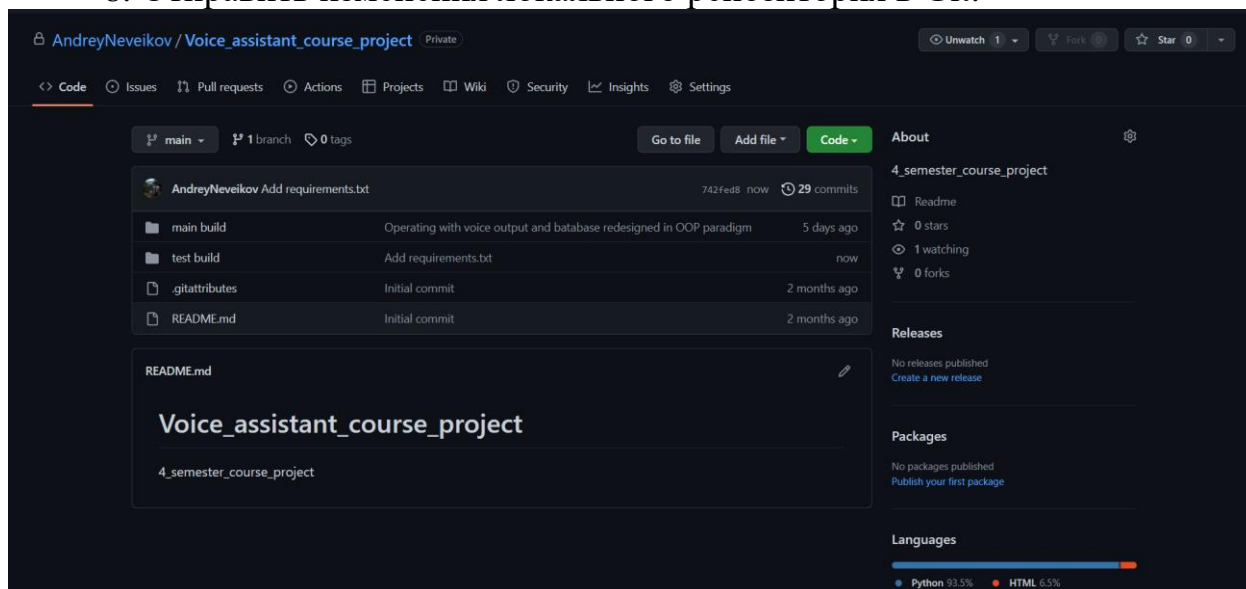 AndreyNeveikov / Voice_assistant_course_project Private
Unwatch 1 Fork 0 Star 0
<> Code Issues Pull requests Actions Projects Wiki Security Insights Settings
main 1 branch 0 tags Go to file Add file Code
AndreyNeveikov Add requirements.txt 742fed8 now 29 commits
main build Operating with voice output and batabase redesigned in OOP paradigm 5 days ago
test build Add requirements.txt now
.gitattributes Initial commit 2 months ago
README.md Initial commit 2 months ago
README.md
Voice_assistant_course_project
4_semester_course_project
About
4_semester_course_project
Readme
0 stars
1 watching
0 forks
Releases
No releases published
Create a new release
Packages
No packages published
Publish your first package
Languages
Python 93.5% HTML 6.5%